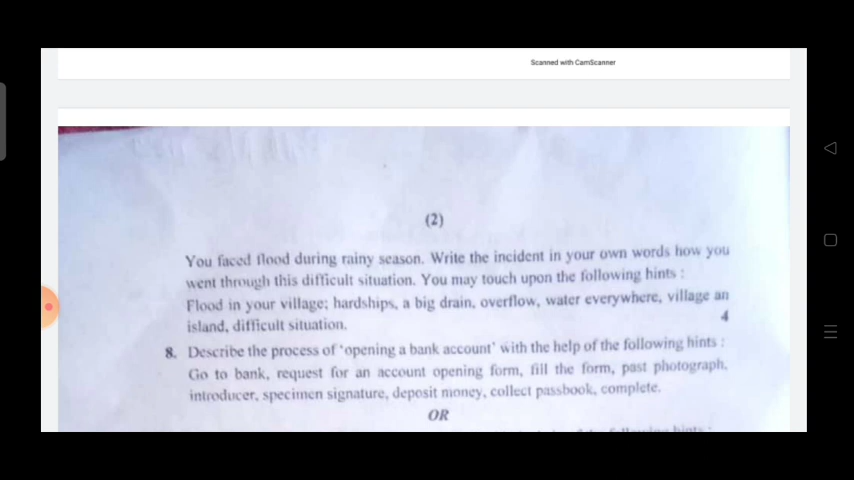 Scanned with CamScanner
(2)
You faced flood during rainy season. Write the incident in your own words how you
went through this difficult situation. You may touch upon the following hints :
Flood in your village; hardships, a big drain, overflow, water everywhere, village an
island, difficult situation. 4
8. Describe the process of 'opening a bank account' with the help of the following hints :
Go to bank, request for an account opening form, fill the form, past photograph,
introducer, specimen signature, deposit money, collect passbook, complete.
OR
following hints :